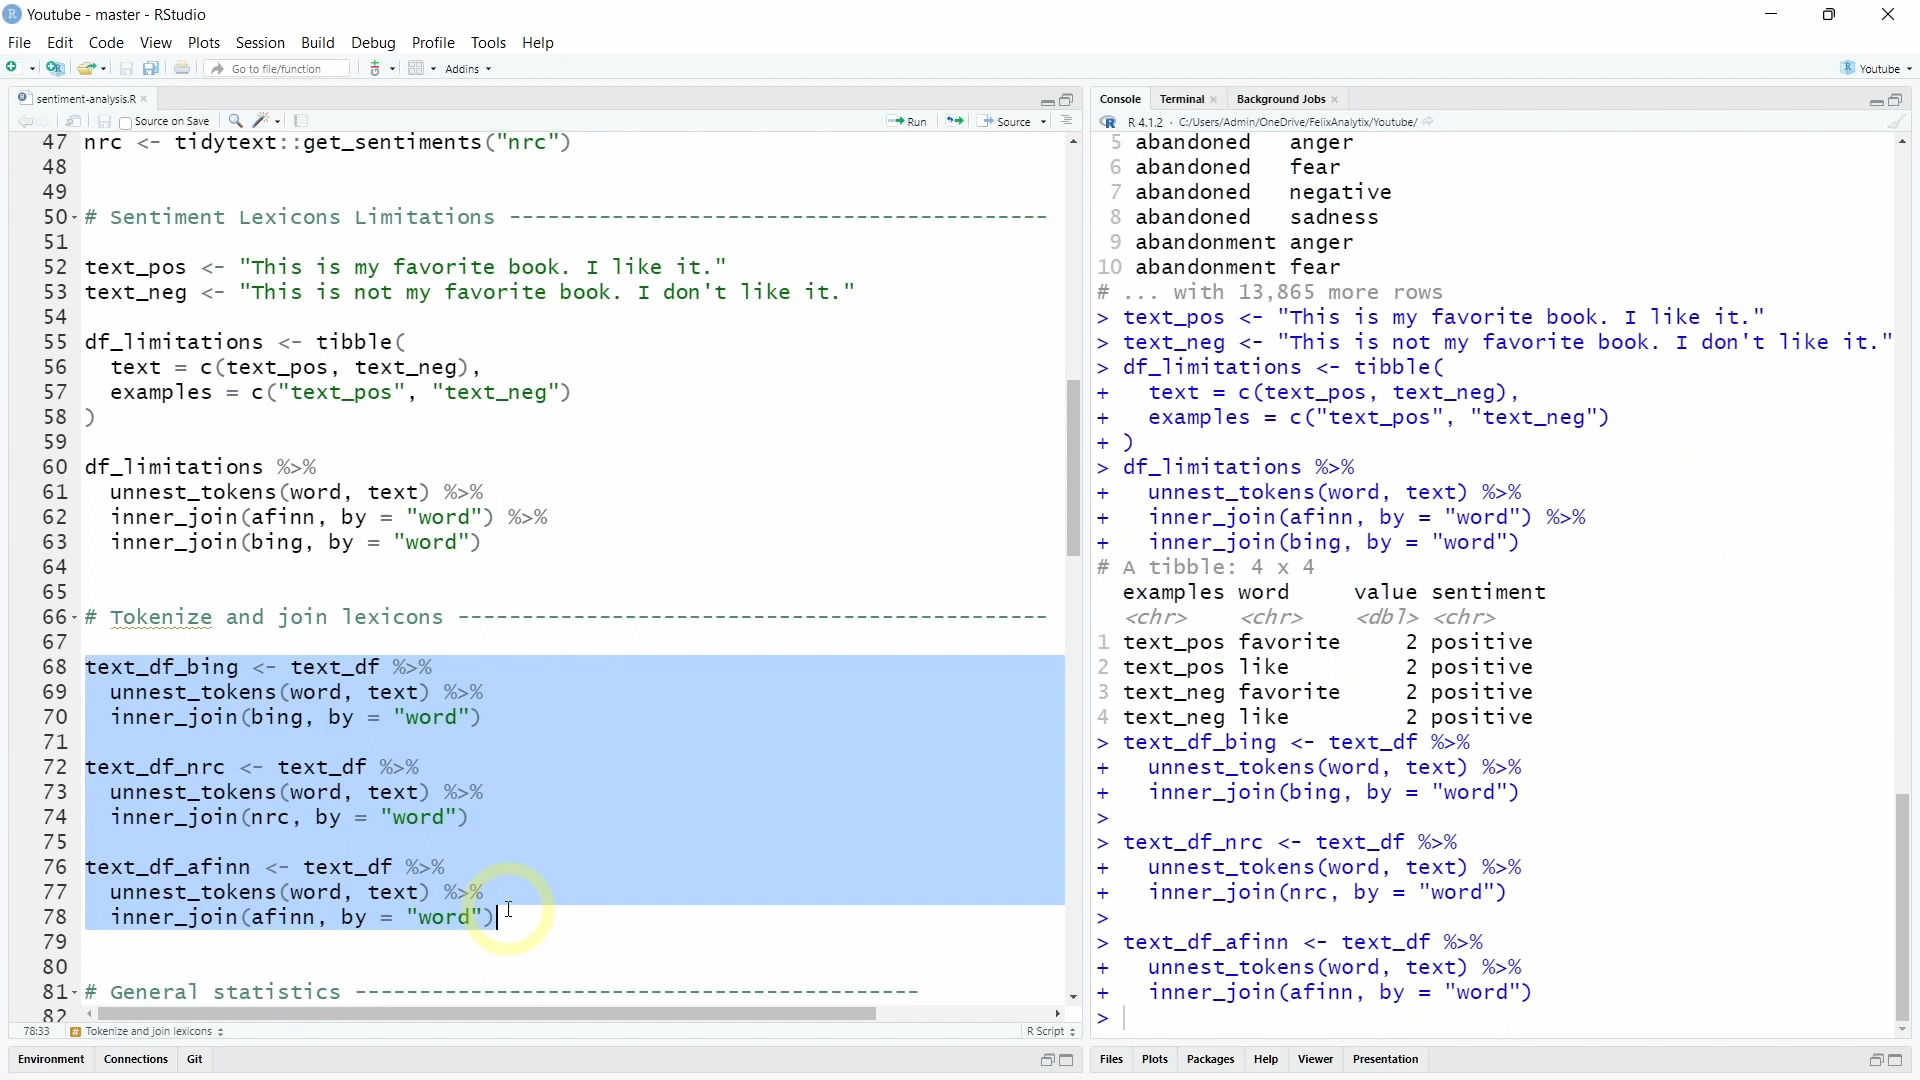 Youtube - master - RStudio
File Edit Code View Plots Session Build Debug Profile Tools Help
Go to file/function Addins Youtube
sentiment-analysis.R
Source on Save Run Source
47 nrc <- tidytext::get_sentiments("nrc")
48
49
50 # Sentiment Lexicons Limitations ------------------------------------------
51
52 text_pos <- "This is my favorite book. I like it."
53 text_neg <- "This is not my favorite book. I don't like it."
54
55 df_limitations <- tibble(
56 text = c(text_pos, text_neg),
57 examples = c("text_pos", "text_neg")
58 )
59
60 df_limitations %>%
61 unnest_tokens(word, text) %>%
62 inner_join(afinn, by = "word") %>%
63 inner_join(bing, by = "word")
64
65
66 # Tokenize and join lexicons ----------------------------------------------
67
68 text_df_bing <- text_df %>%
69 unnest_tokens(word, text) %>%
70 inner_join(bing, by = "word")
71
72 text_df_nrc <- text_df %>%
73 unnest_tokens(word, text) %>%
74 inner_join(nrc, by = "word")
75
76 text_df_afinn <- text_df %>%
77 unnest_tokens(word, text) %>%
78 inner_join(afinn, by = "word")
79
80
81 # General statistics --------------------------------------------
82
78:33 Tokenize and join lexicons R Script
Environment Connections Git
Console Terminal Background Jobs
R 4.1.2 · C:/Users/Admin/OneDrive/FelixAnalytix/Youtube/
5 abandoned anger
6 abandoned fear
7 abandoned negative
8 abandoned sadness
9 abandonment anger
10 abandonment fear
# ... with 13,865 more rows
> text_pos <- "This is my favorite book. I like it."
> text_neg <- "This is not my favorite book. I don't like it."
> df_limitations <- tibble(
+ text = c(text_pos, text_neg),
+ examples = c("text_pos", "text_neg")
+ )
> df_limitations %>%
+ unnest_tokens(word, text) %>%
+ inner_join(afinn, by = "word") %>%
+ inner_join(bing, by = "word")
# A tibble: 4 x 4
examples word value sentiment
<chr> <chr> <dbl> <chr>
1 text_pos favorite 2 positive
2 text_pos like 2 positive
3 text_neg favorite 2 positive
4 text_neg like 2 positive
> text_df_bing <- text_df %>%
+ unnest_tokens(word, text) %>%
+ inner_join(bing, by = "word")
>
> text_df_nrc <- text_df %>%
+ unnest_tokens(word, text) %>%
+ inner_join(nrc, by = "word")
>
> text_df_afinn <- text_df %>%
+ unnest_tokens(word, text) %>%
+ inner_join(afinn, by = "word")
>
Files Plots Packages Help Viewer Presentation